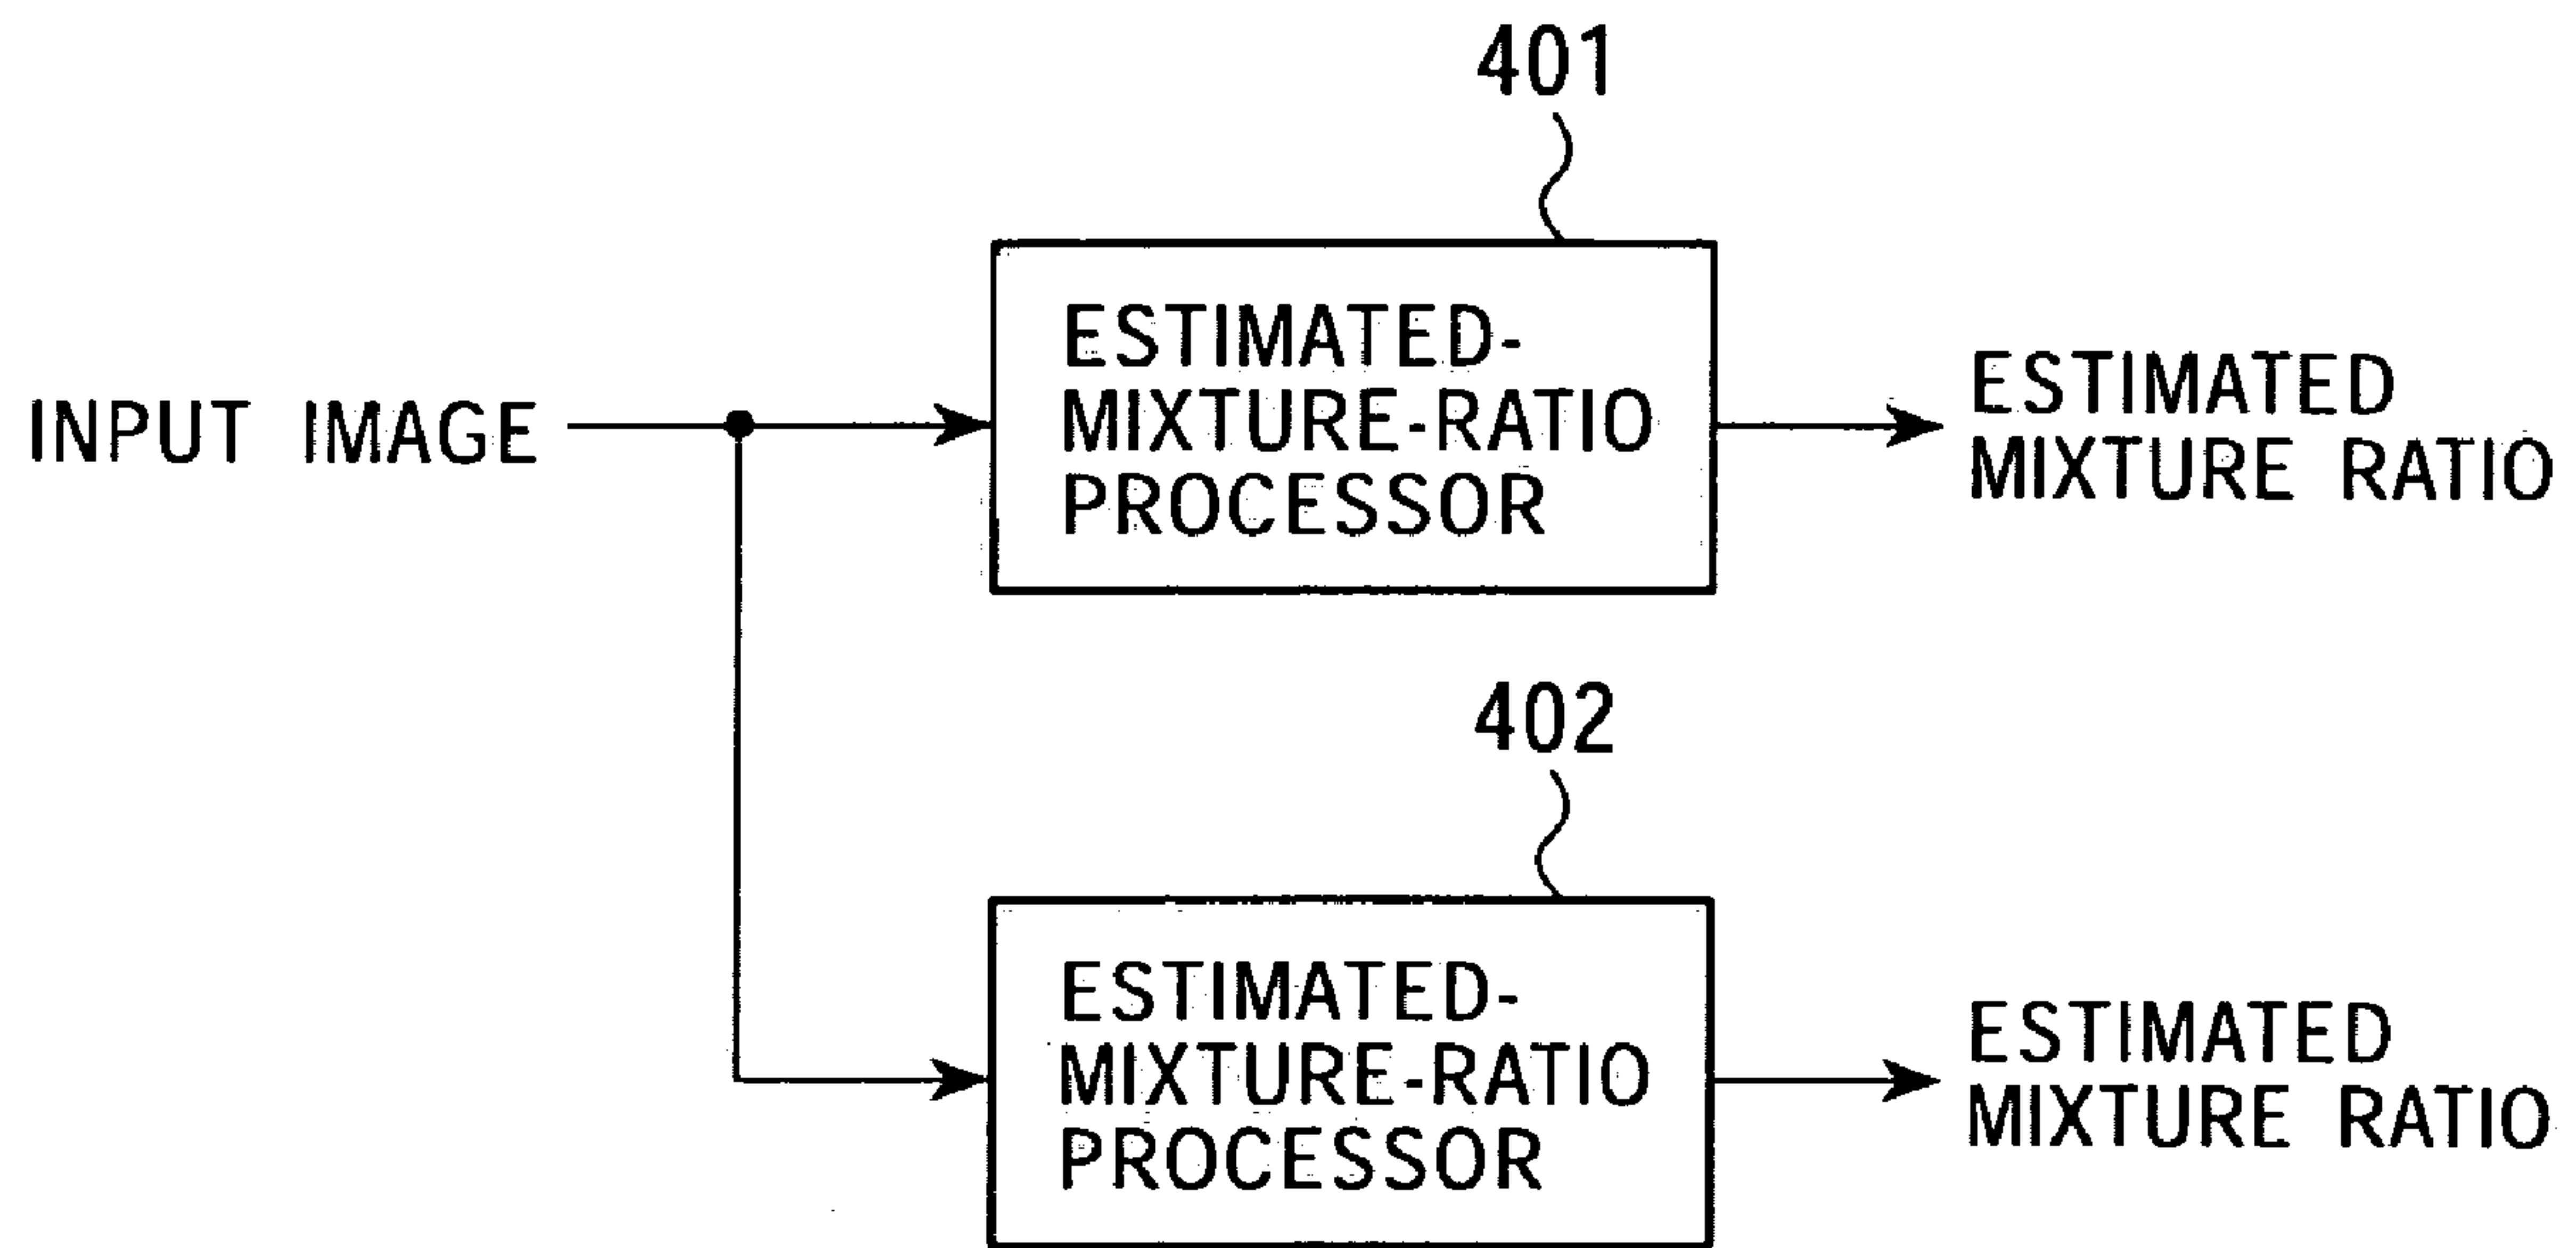 401
INPUT IMAGE
ESTIMATED-
MIXTURE-RATIO
PROCESSOR
ESTIMATED
MIXTURE RATIO
402
ESTIMATED-
MIXTURE-RATIO
PROCESSOR
ESTIMATED
MIXTURE RATIO